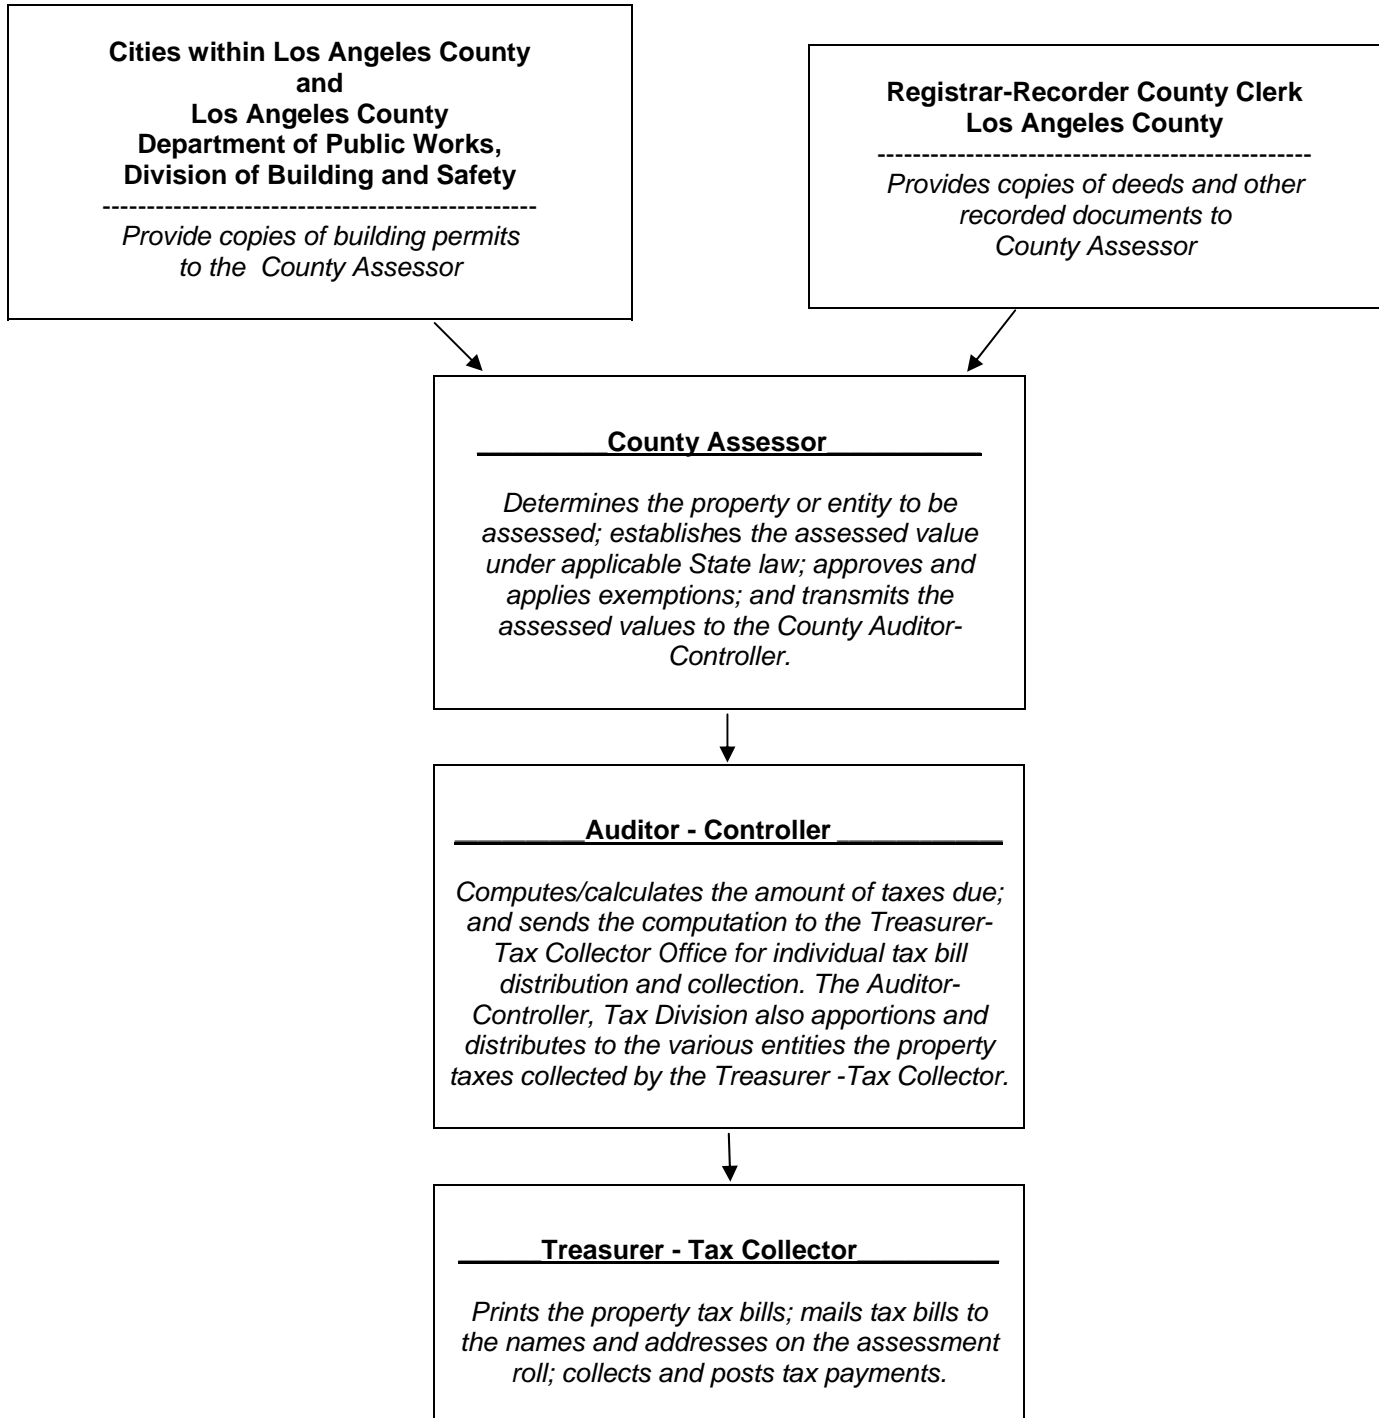 Cities within Los Angeles County
and
Los Angeles County
Department of Public Works,
Division of Building and Safety
-------------------------------------------------
Provide copies of building permits
to the  County Assessor
Registrar-Recorder County Clerk
Los Angeles County
-------------------------------------------------
Provides copies of deeds and other
recorded documents to
County Assessor
County Assessor
Determines the property or entity to be
assessed; establishes the assessed value
under applicable State law; approves and
applies exemptions; and transmits the
assessed values to the County Auditor-
Controller.
Auditor - Controller
Computes/calculates the amount of taxes due;
and sends the computation to the Treasurer-
Tax Collector Office for individual tax bill
distribution and collection. The Auditor-
Controller, Tax Division also apportions and
distributes to the various entities the property
taxes collected by the Treasurer -Tax Collector.
Treasurer - Tax Collector
Prints the property tax bills; mails tax bills to
the names and addresses on the assessment
roll; collects and posts tax payments.